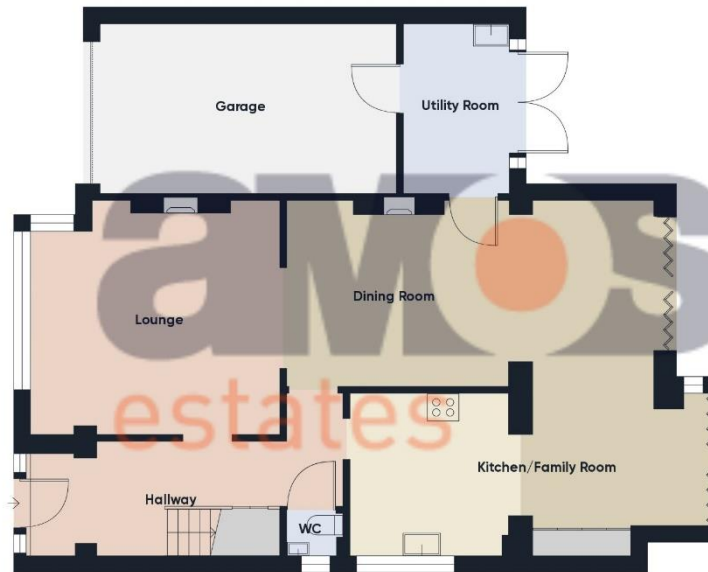 Garage
Utility Room
amos
Lounge
Dining Room
estates
Kitchen/Family Room
Hallway
WC